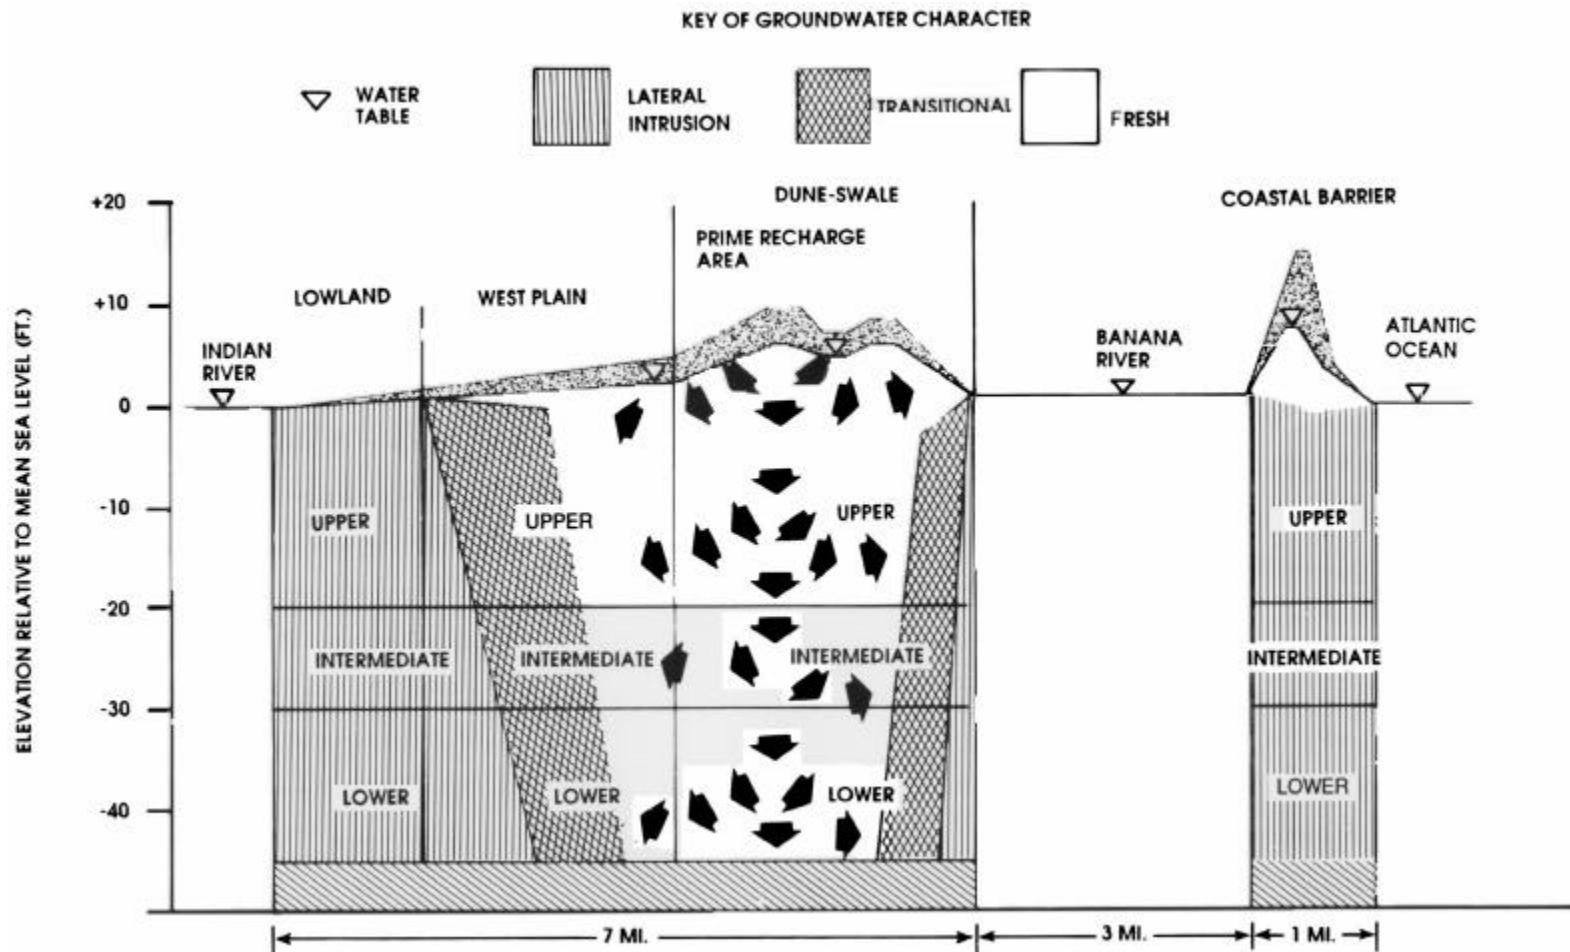 KEY OF GROUNDWATER CHARACTER
WATER
TABLE
LATERAL
INTRUSION
TRANSITIONAL
FRESH
DUNE-SWALE
COASTAL BARRIER
PRIME RECHARGE
AREA
LOWLAND
WEST PLAIN
INDIAN
RIVER
BANANA
RIVER
ATLANTIC
OCEAN
ELEVATION RELATIVE TO MEAN SEA LEVEL (FT.)
+20
+10
0
-10
-20
-30
-40
+50
UPPER
UPPER
UPPER
UPPER
INTERMEDIATE
INTERMEDIATE
INTERMEDIATE
INTERMEDIATE
LOWER
LOWER
LOWER
LOWER
7 MI.
3 MI.
1 MI.